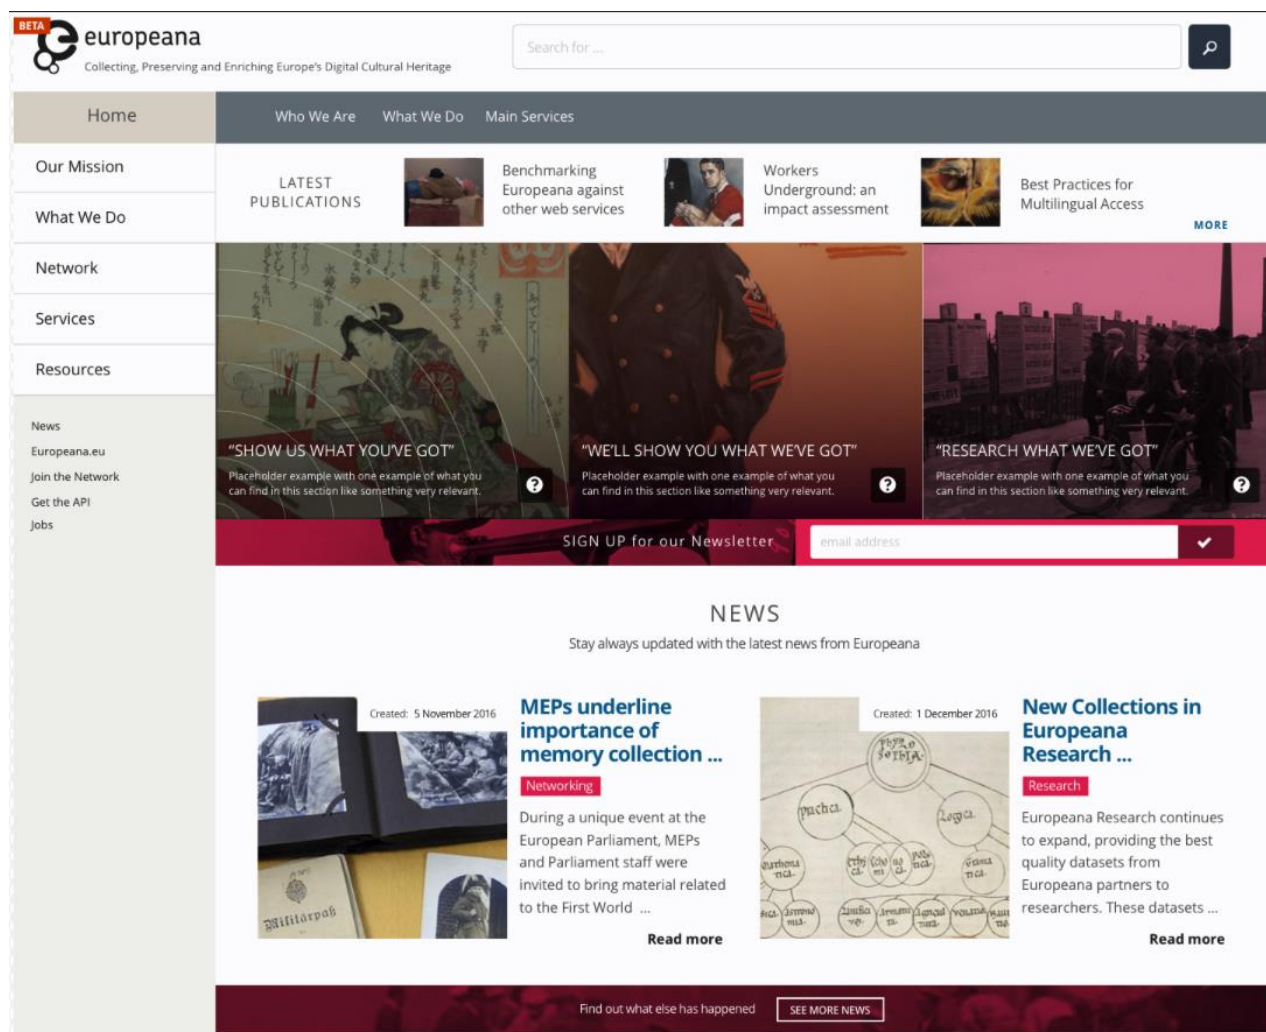 BETA
europeana
Collecting, Preserving and Enriching Europe's Digital Cultural Heritage
Search for ...
Home
Who We Are
What We Do
Main Services
Our Mission
What We Do
Network
Services
Resources
News
Europeana.eu
Join the Network
Get the API
Jobs
LATEST
PUBLICATIONS
Benchmarking
Europeana against
other web services
Workers
Underground: an
impact assessment
Best Practices for
Multilingual Access
MORE
“SHOW US WHAT YOU’VE GOT”
Placeholder example with one example of what you
can find in this section like something very relevant.
“WE’LL SHOW YOU WHAT WE’VE GOT”
Placeholder example with one example of what you
can find in this section like something very relevant.
“RESEARCH WHAT WE’VE GOT”
Placeholder example with one example of what you
can find in this section like something very relevant.
SIGN UP for our Newsletter
email address
NEWS
Stay always updated with the latest news from Europeana
Created: 5 November 2016
Militärpaß
MEPs underline
importance of
memory collection ...
Networking
During a unique event at the
European Parliament, MEPs
and Parliament staff were
invited to bring material related
to the First World ...
Read more
Created: 1 December 2016
New Collections in
Europeana
Research ...
Research
Europeana Research continues
to expand, providing the best
quality datasets from
Europeana partners to
researchers. These datasets ...
Read more
Find out what else has happened
SEE MORE NEWS